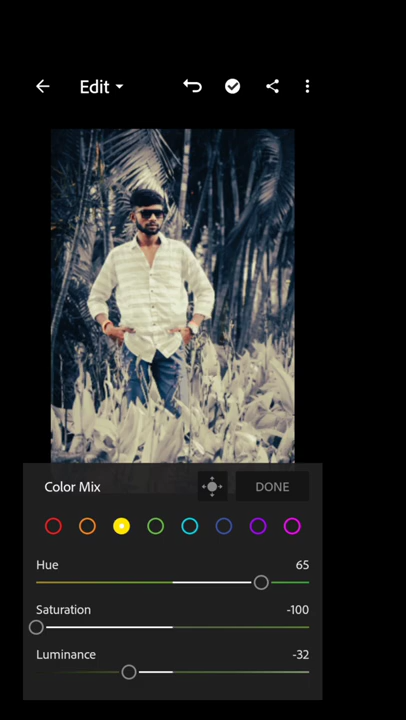 Edit
Color Mix
DONE
Hue 65
Saturation -100
Luminance -32